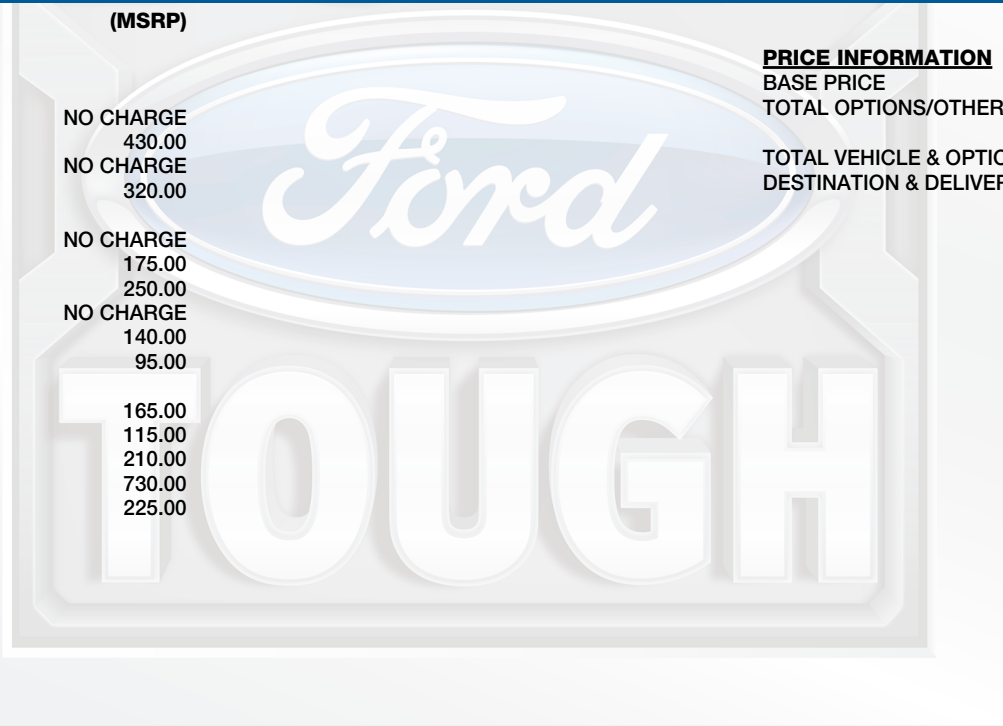 (MSRP)
NO CHARGE
430.00
NO CHARGE
320.00
NO CHARGE
175.00
250.00
NO CHARGE
140.00
95.00
165.00
115.00
210.00
730.00
225.00
PRICE INFORMATION
BASE PRICE
TOTAL OPTIONS/OTHER
TOTAL VEHICLE & OPTIO
DESTINATION & DELIVER
Ford
TOUGH